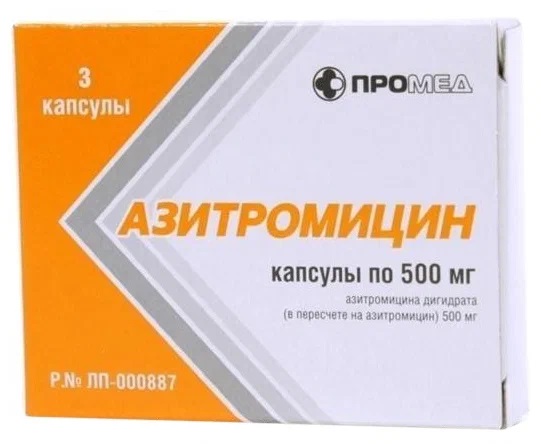 3
капсулы
ПРОМЕД
АЗИТРОМИЦИН
капсулы по 500 мг
азитромицина дигидрата
(в пересчете на азитромицин) 500 мг
Р.№ ЛП-000887